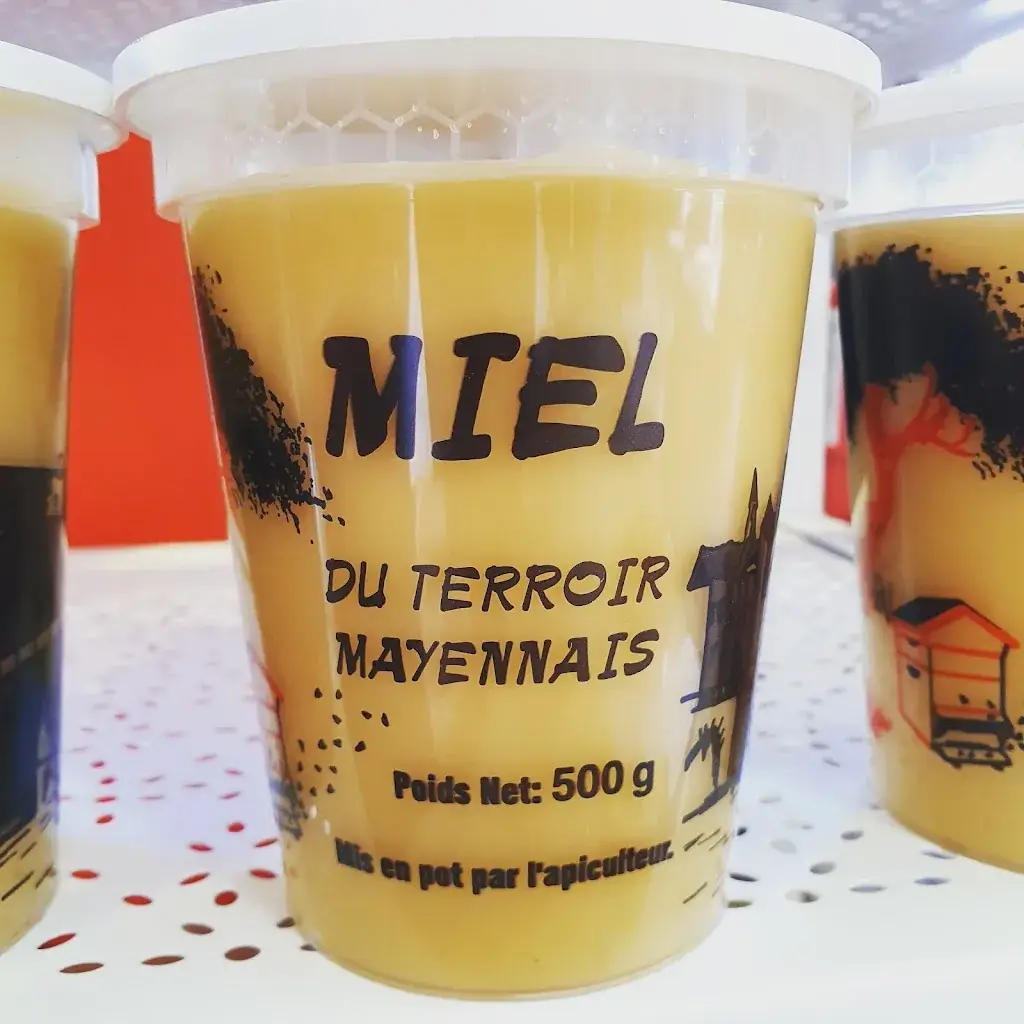 MIEL
DU TERROIR
MAYENNAIS
Poids Net: 500 g
Mis en pot par l'apiculteur.